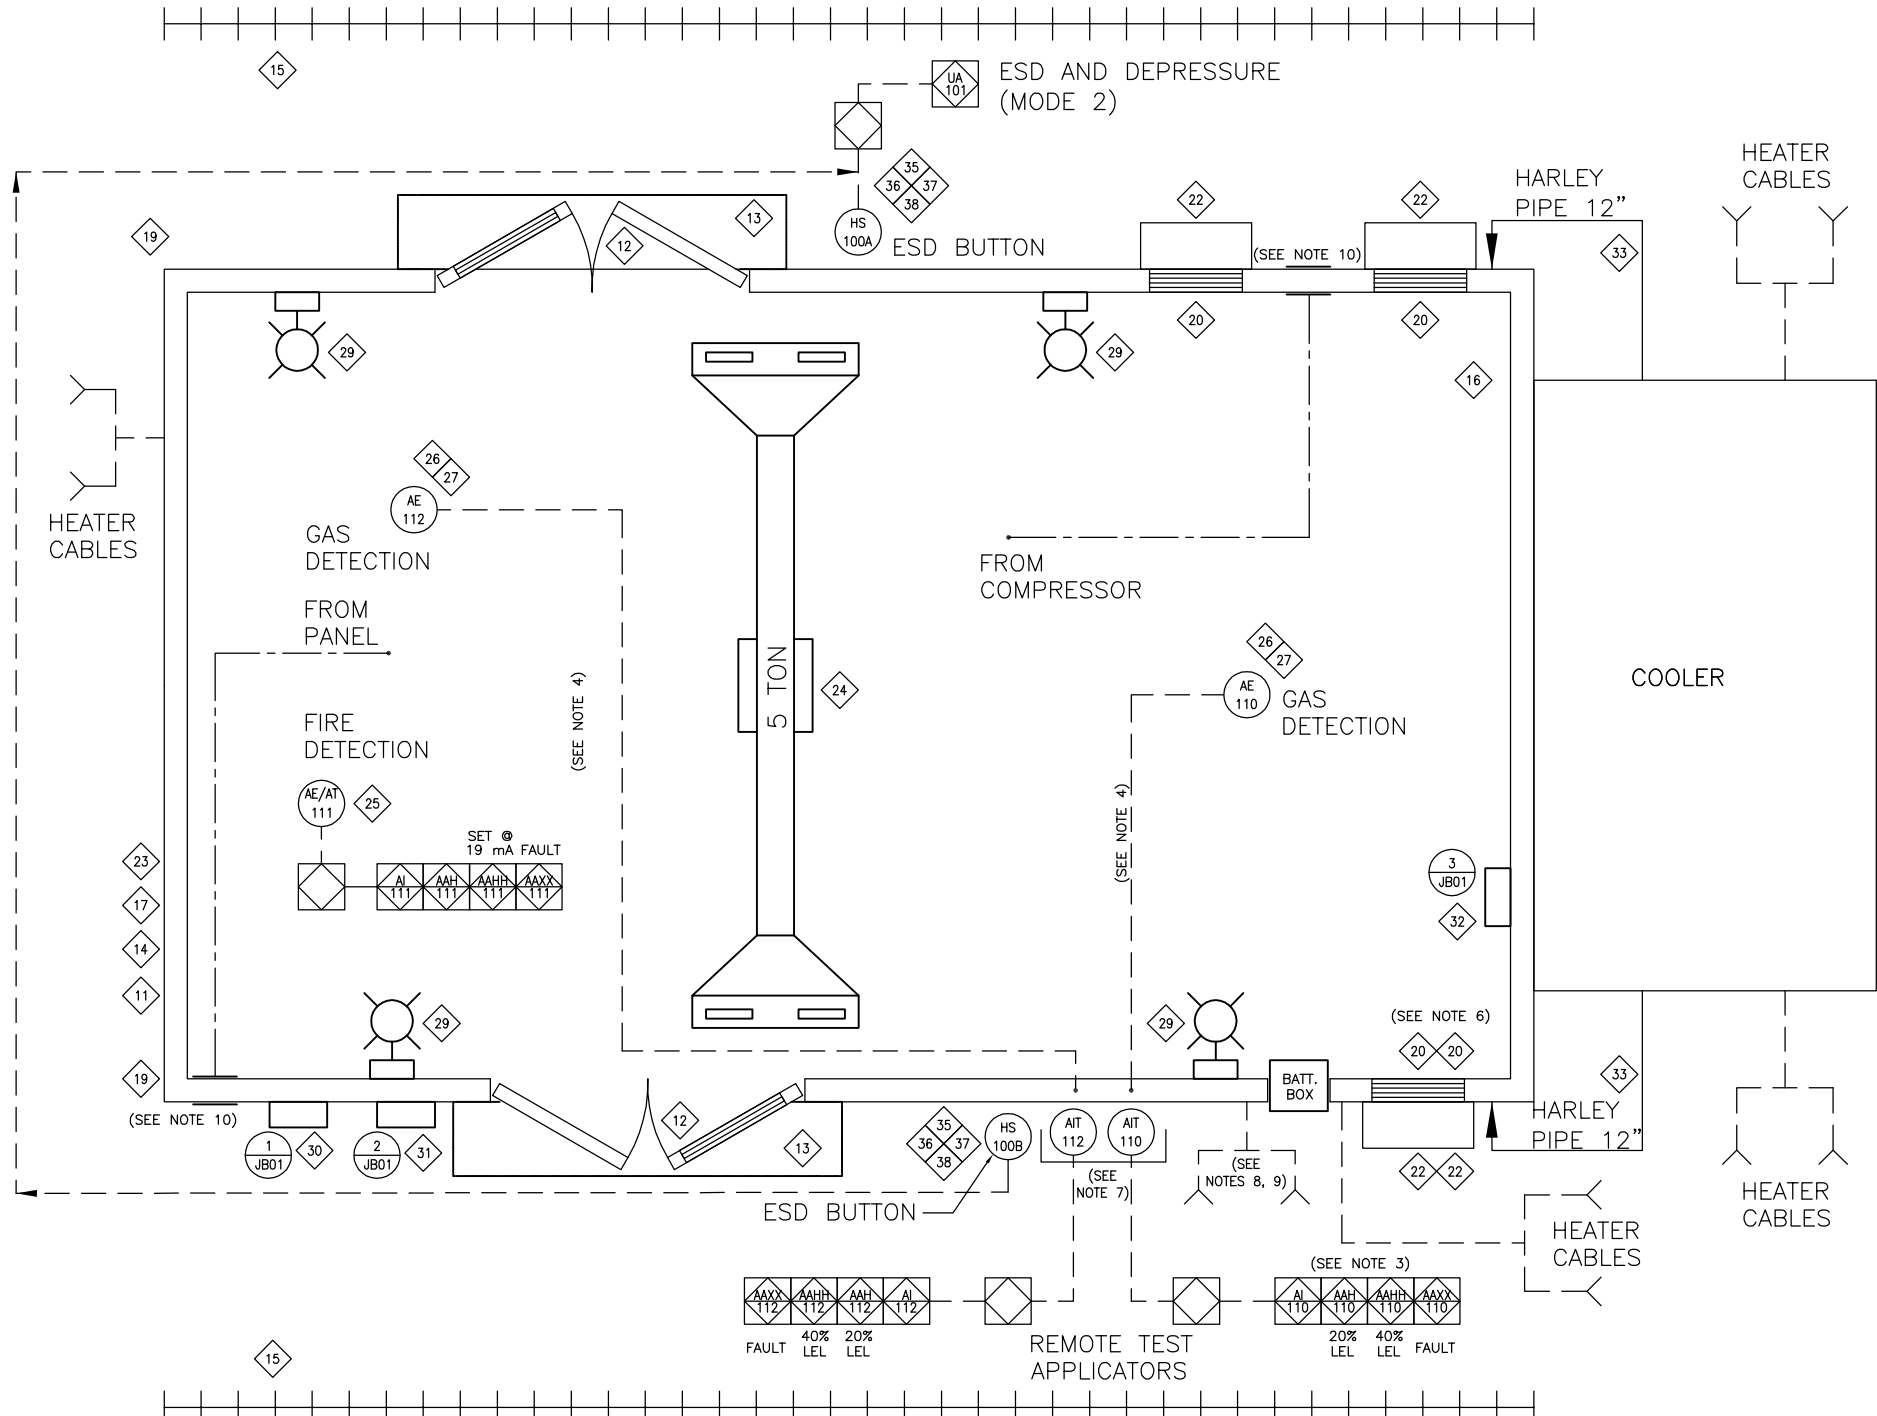 15
UA
101
ESD AND DEPRESSURE
(MODE 2)
HEATER
CABLES
35
36
37
38
HS
100A
ESD BUTTON
HARLEY
PIPE 12”
22
22
13
12
19
(SEE NOTE 10)
33
20
20
29
29
16
26
27
AE
112
GAS
DETECTION
HEATER
CABLES
FROM
COMPRESSOR
FROM
PANEL
(SEE NOTE 4)
5 TON
24
26
27
AE
110
GAS
DETECTION
COOLER
FIRE
DETECTION
AE/AT
111
25
(SEE NOTE 4)
SET @
19 mA FAULT
AI
111
AAH
111
AAHH
111
AAXX
111
23
17
14
11
3
JB01
32
29
29
(SEE NOTE 6)
20
20
19
(SEE NOTE 10)
BATT.
BOX
33
1
JB01
30
2
JB01
31
12
13
35
36
37
38
HS
100B
AIT
112
AIT
110
(SEE
NOTE 7)
(SEE
NOTES 8, 9)
HARLEY
PIPE 12”
22
22
ESD BUTTON
HEATER
CABLES
HEATER
CABLES
(SEE NOTE 3)
AAXX
112
AAHH
112
AAH
112
AI
112
AI
110
AAH
110
AAHH
110
AAXX
110
FAULT
40%
LEL
20%
LEL
REMOTE TEST
APPLICATORS
20%
LEL
40%
LEL
FAULT
15